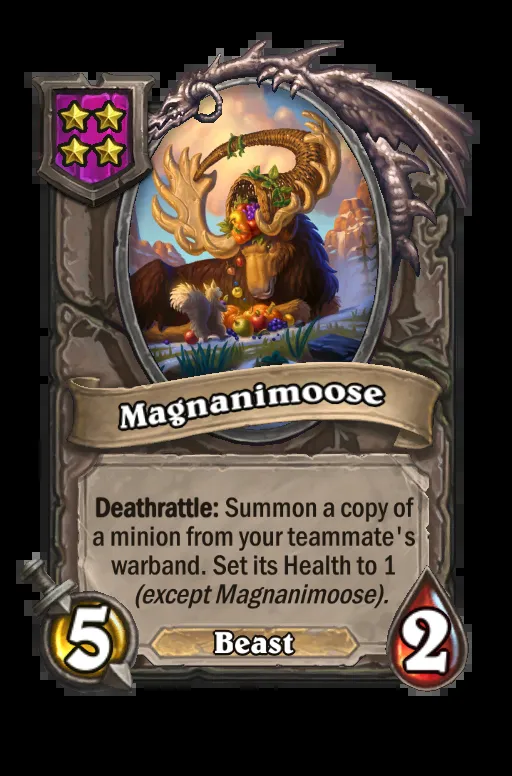 Magnanimoose
Deathrattle: Summon a copy of
a minion from your teammate's
warband. Set its Health to 1
(except Magnanimoose).
5
Beast
2